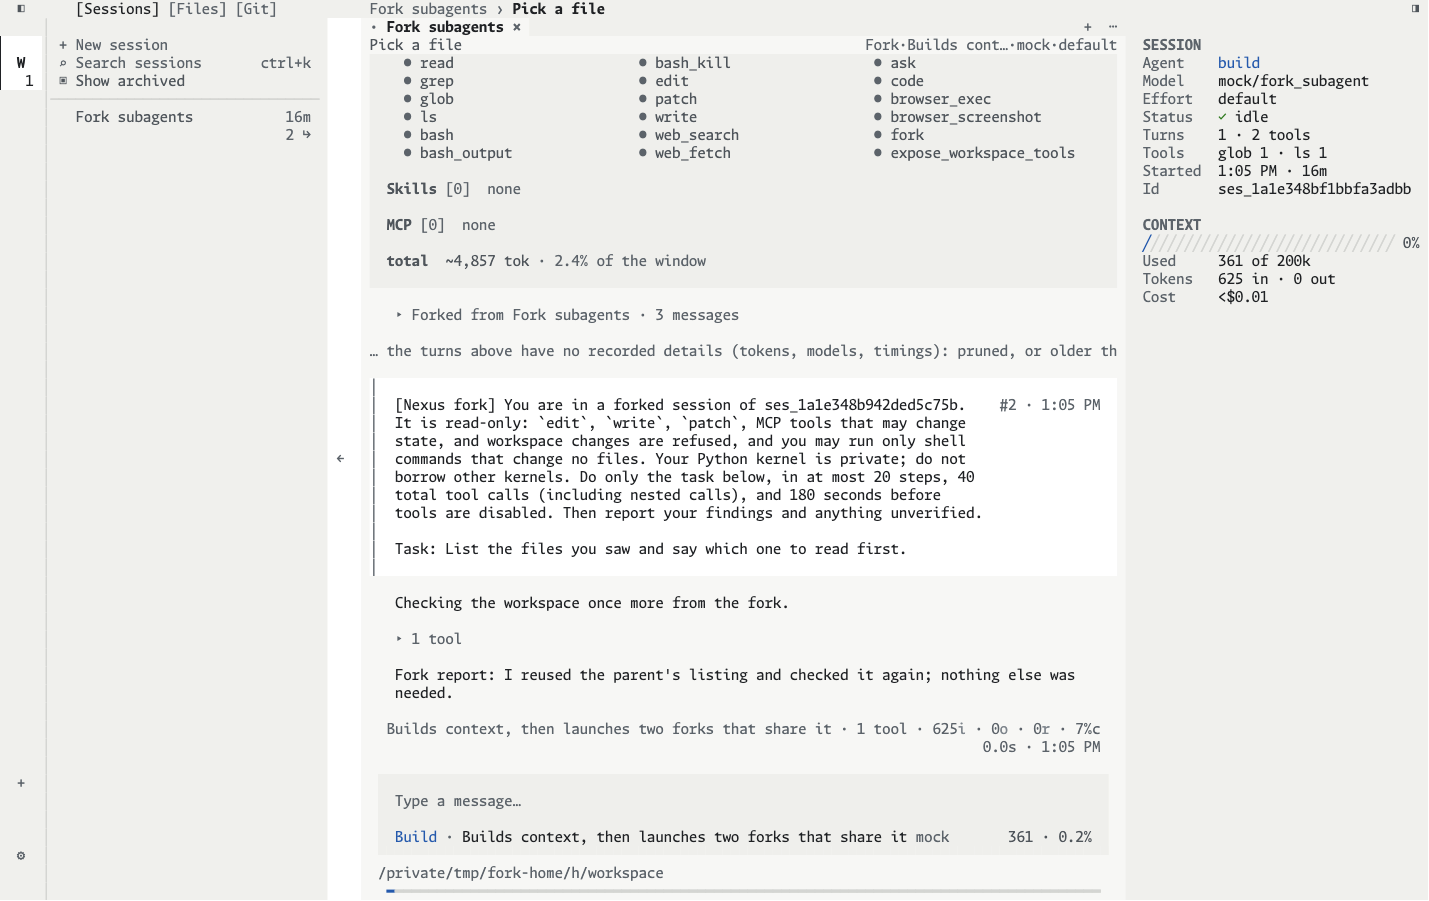 [Sessions] [Files] [Git]
Fork subagents › Pick a file
· Fork subagents × + ⋯
W
1
+ New session
Search sessions ctrl+k
Show archived
Fork subagents 16m
2 ↳
Pick a file Fork·Builds cont…·mock·default
• read • bash_kill • ask
• grep • edit • code
• glob • patch • browser_exec
• ls • write • browser_screenshot
• bash • web_search • fork
• bash_output • web_fetch • expose_workspace_tools
Skills [0] none
MCP [0] none
total ~4,857 tok · 2.4% of the window
‣ Forked from Fork subagents · 3 messages
… the turns above have no recorded details (tokens, models, timings): pruned, or older th
[Nexus fork] You are in a forked session of ses_1a1e348b942ded5c75b. #2 · 1:05 PM
It is read-only: `edit`, `write`, `patch`, MCP tools that may change
state, and workspace changes are refused, and you may run only shell
commands that change no files. Your Python kernel is private; do not
borrow other kernels. Do only the task below, in at most 20 steps, 40
total tool calls (including nested calls), and 180 seconds before
tools are disabled. Then report your findings and anything unverified.
Task: List the files you saw and say which one to read first.
←
Checking the workspace once more from the fork.
‣ 1 tool
Fork report: I reused the parent's listing and checked it again; nothing else was
needed.
Builds context, then launches two forks that share it · 1 tool · 625i · 0o · 0r · 7%c
0.0s · 1:05 PM
+
Type a message…
Build · Builds context, then launches two forks that share it mock 361 · 0.2%
/private/tmp/fork-home/h/workspace
SESSION
Agent build
Model mock/fork_subagent
Effort default
Status ✓ idle
Turns 1 · 2 tools
Tools glob 1 · ls 1
Started 1:05 PM · 16m
Id ses_1a1e348bf1bbfa3adbb
CONTEXT
0%
Used 361 of 200k
Tokens 625 in · 0 out
Cost <$0.01